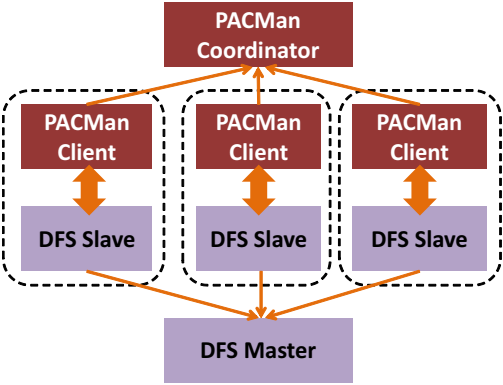 PACMan
Coordinator
PACMan
Client
PACMan
Client
PACMan
Client
DFS Slave
DFS Slave
DFS Slave
DFS Master